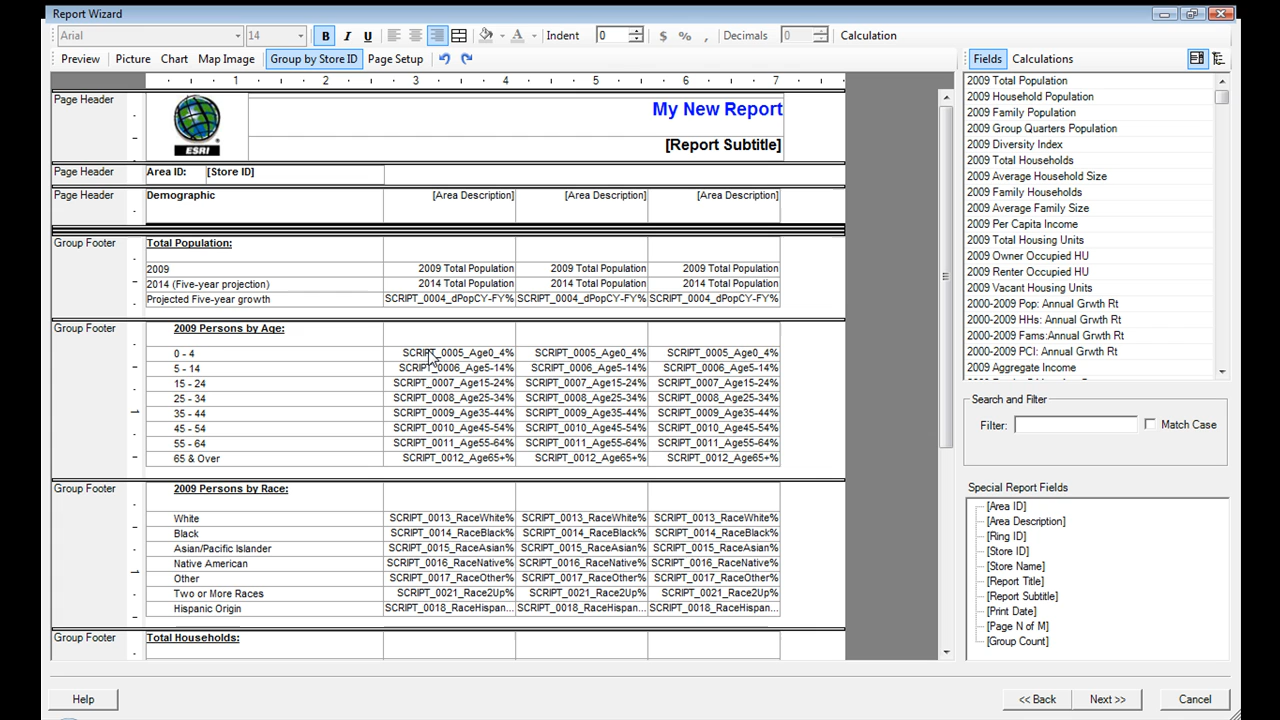 Report Wizard
Arial 14 B I U Indent 0 $ % , Decimals 0 Calculation
Preview Picture Chart Map Image Group by Store ID Page Setup
1 2 3 4 5 6 7
Page Header ESRI My New Report
[Report Subtitle]
Page Header Area ID: [Store ID]
Page Header Demographic [Area Description] [Area Description] [Area Description]
Group Footer Total Population:
2009 2009 Total Population 2009 Total Population 2009 Total Population
2014 (Five-year projection) 2014 Total Population 2014 Total Population 2014 Total Population
Projected Five-year growth SCRIPT_0004_dPopCY-FY% SCRIPT_0004_dPopCY-FY% SCRIPT_0004_dPopCY-FY%
Group Footer 2009 Persons by Age:
0 - 4 SCRIPT_0005_Age0_4% SCRIPT_0005_Age0_4% SCRIPT_0005_Age0_4%
5 - 14 SCRIPT_0006_Age5-14% SCRIPT_0006_Age5-14% SCRIPT_0006_Age5-14%
15 - 24 SCRIPT_0007_Age15-24% SCRIPT_0007_Age15-24% SCRIPT_0007_Age15-24%
25 - 34 SCRIPT_0008_Age25-34% SCRIPT_0008_Age25-34% SCRIPT_0008_Age25-34%
35 - 44 SCRIPT_0009_Age35-44% SCRIPT_0009_Age35-44% SCRIPT_0009_Age35-44%
45 - 54 SCRIPT_0010_Age45-54% SCRIPT_0010_Age45-54% SCRIPT_0010_Age45-54%
55 - 64 SCRIPT_0011_Age55-64% SCRIPT_0011_Age55-64% SCRIPT_0011_Age55-64%
65 & Over SCRIPT_0012_Age65+% SCRIPT_0012_Age65+% SCRIPT_0012_Age65+%
Group Footer 2009 Persons by Race:
White SCRIPT_0013_RaceWhite% SCRIPT_0013_RaceWhite% SCRIPT_0013_RaceWhite%
Black SCRIPT_0014_RaceBlack% SCRIPT_0014_RaceBlack% SCRIPT_0014_RaceBlack%
Asian/Pacific Islander SCRIPT_0015_RaceAsian% SCRIPT_0015_RaceAsian% SCRIPT_0015_RaceAsian%
Native American SCRIPT_0016_RaceNative% SCRIPT_0016_RaceNative% SCRIPT_0016_RaceNative%
Other SCRIPT_0017_RaceOther% SCRIPT_0017_RaceOther% SCRIPT_0017_RaceOther%
Two or More Races SCRIPT_0021_Race2Up% SCRIPT_0021_Race2Up% SCRIPT_0021_Race2Up%
Hispanic Origin SCRIPT_0018_RaceHispan... SCRIPT_0018_RaceHispan... SCRIPT_0018_RaceHispan...
Group Footer Total Households:
Fields Calculations
2009 Total Population
2009 Household Population
2009 Family Population
2009 Group Quarters Population
2009 Diversity Index
2009 Total Households
2009 Average Household Size
2009 Family Households
2009 Average Family Size
2009 Per Capita Income
2009 Total Housing Units
2009 Owner Occupied HU
2009 Renter Occupied HU
2009 Vacant Housing Units
2000-2009 Pop: Annual Grwth Rt
2000-2009 HHs: Annual Grwth Rt
2000-2009 Fams:Annual Grwth Rt
2000-2009 PCI: Annual Grwth Rt
2009 Aggregate Income
Search and Filter
Filter: Match Case
Special Report Fields
[Area ID]
[Area Description]
[Ring ID]
[Store ID]
[Store Name]
[Report Title]
[Report Subtitle]
[Print Date]
[Page N of M]
[Group Count]
Help << Back Next >> Cancel